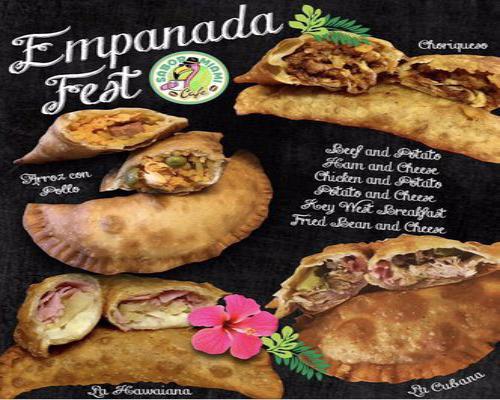 Empanada
Fest
SABOR MIAMI
Cafe
Choriqueso
Arroz con
Pollo
Beef and Potato
Ham and Cheese
Chicken and Potato
Potato and Cheese
Key West Breakfast
Fried Bean and Cheese
La Hawaiana
La Cubana